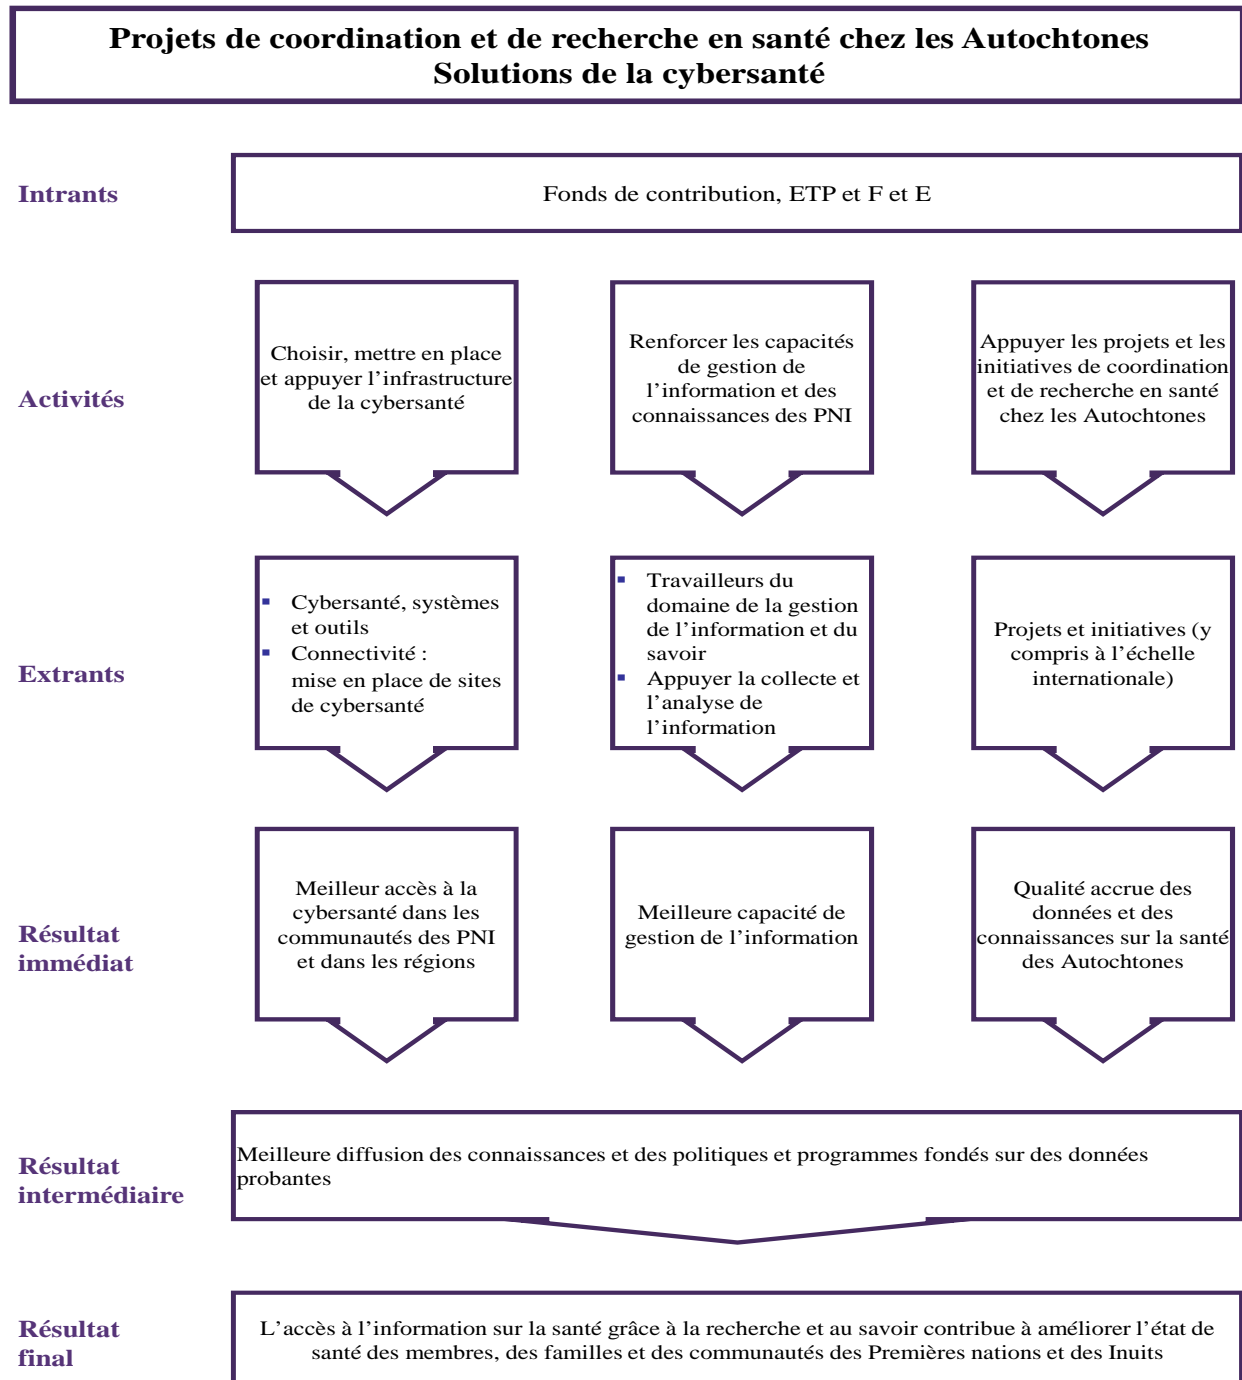 Projets de coordination et de recherche en santé chez les Autochtones
Solutions de la cybersanté
Intrants
Fonds de contribution, ETP et F et E
Activités
Choisir, mettre en place
et appuyer l’infrastructure
de la cybersanté
Renforcer les capacités
de gestion de
l’information et des
connaissances des PNI
Appuyer les projets et les
initiatives de coordination
et de recherche en santé
chez les Autochtones
Extrants
▪ Cybersanté, systèmes
et outils
▪ Connectivité :
mise en place de sites
de cybersanté
▪ Travailleurs du
domaine de la gestion
de l’information et du
savoir
▪ Appuyer la collecte et
l’analyse de
l’information
Projets et initiatives (y
compris à l’échelle
internationale)
Résultat
immédiat
Meilleur accès à la
cybersanté dans les
communautés des PNI
et dans les régions
Meilleure capacité de
gestion de l’information
Qualité accrue des
données et des
connaissances sur la santé
des Autochtones
Résultat
intermédiaire
Meilleure diffusion des connaissances et des politiques et programmes fondés sur des données
probantes
Résultat
final
L’accès à l’information sur la santé grâce à la recherche et au savoir contribue à améliorer l’état de
santé des membres, des familles et des communautés des Premières nations et des Inuits